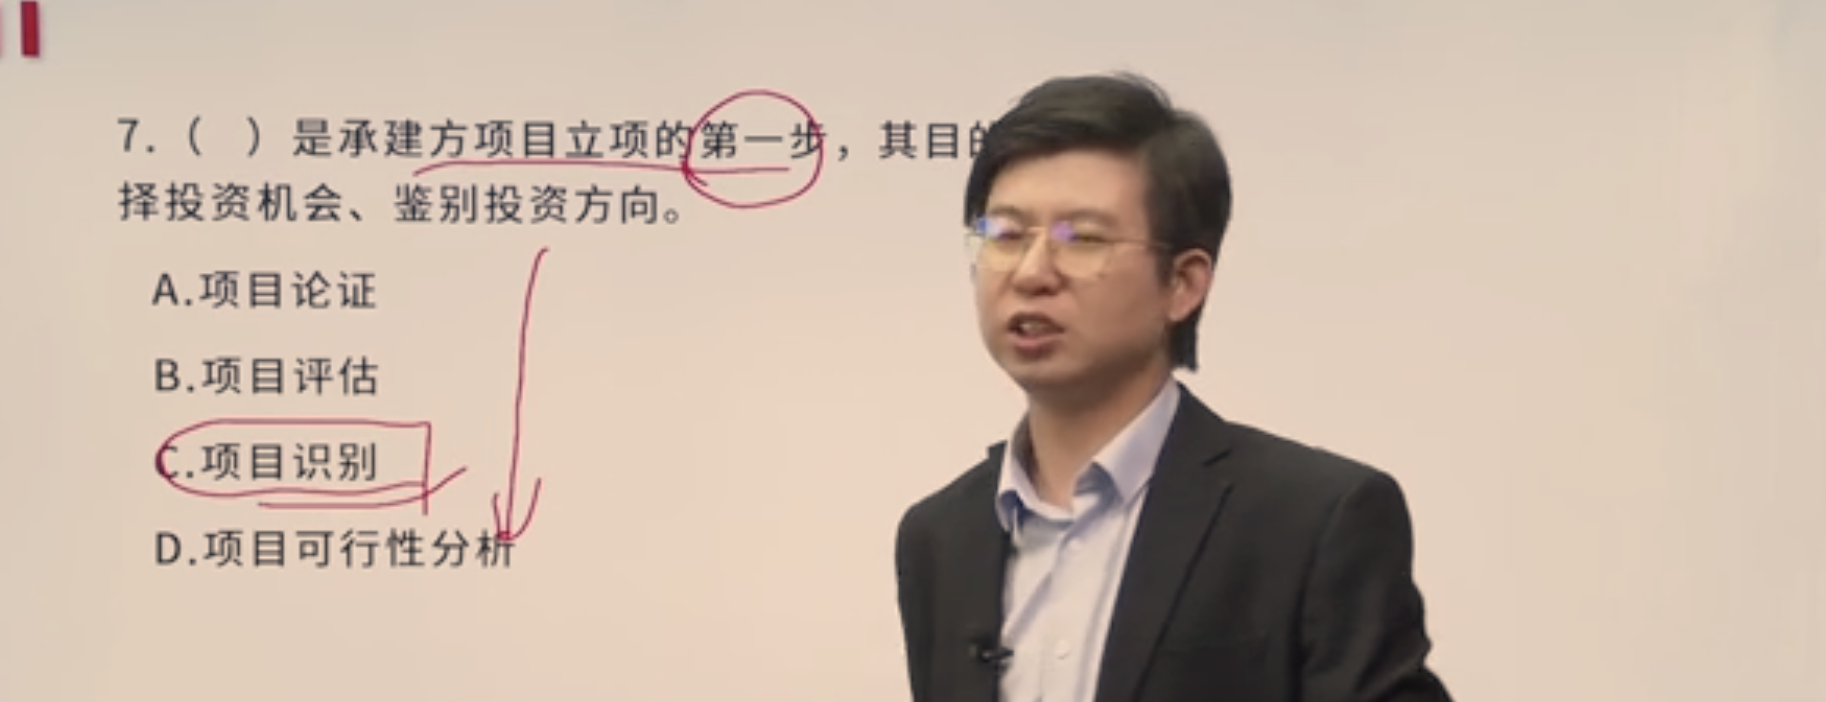 7.（ ）是承建方项目立项的第一步，其目的
择投资机会、鉴别投资方向。
A.项目论证
B.项目评估
C.项目识别
D.项目可行性分析